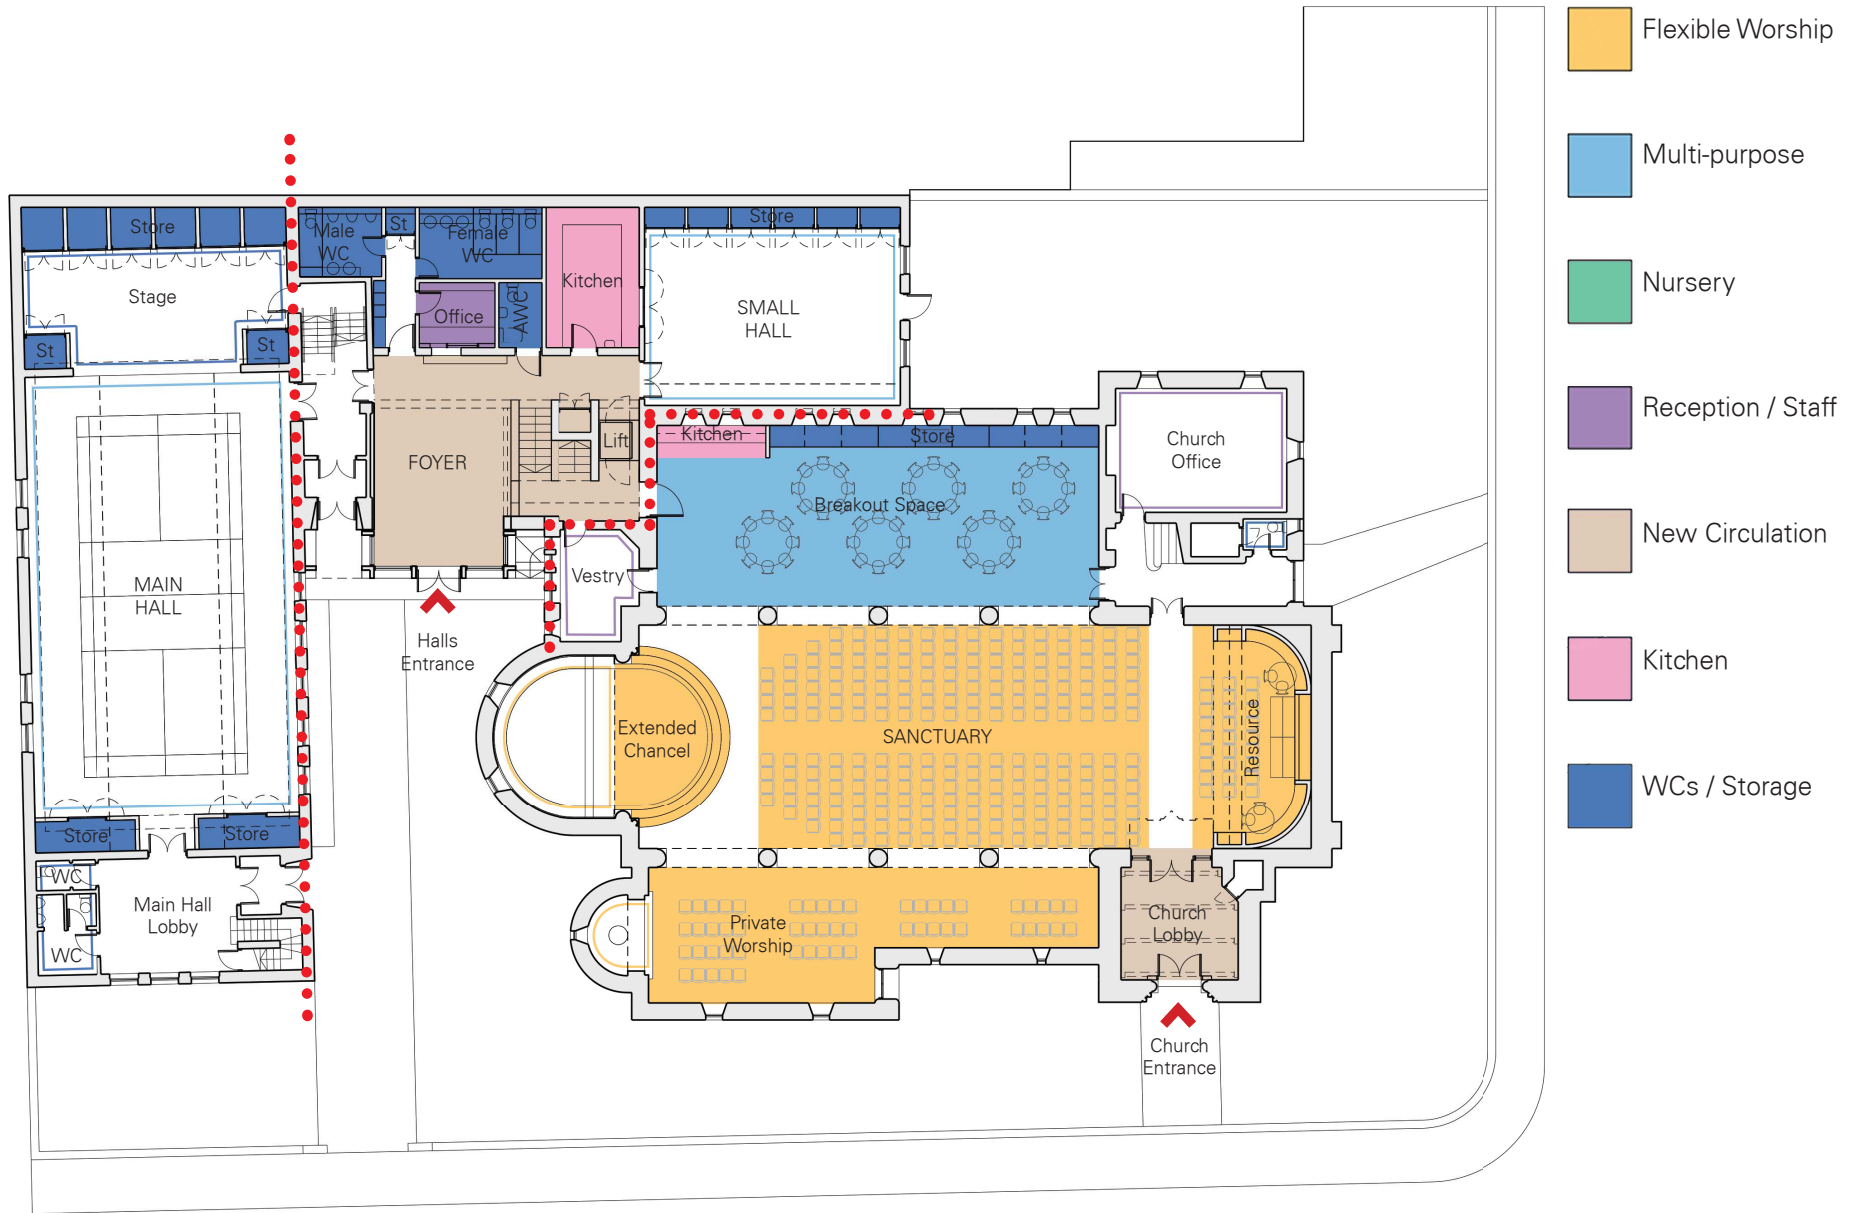 Flexible Worship
Multi-purpose
Nursery
Reception / Staff
New Circulation
Kitchen
WCs / Storage
Store
Male
WC
St
Female
WC
Kitchen
Store
Stage
Office
AWC
SMALL
HALL
St
St
Kitchen
Store
Church
Office
Lift
FOYER
Breakout Space
MAIN
HALL
Vestry
Halls
Entrance
Extended
Chancel
SANCTUARY
Resource
Store
Store
WC
Main Hall
Lobby
WC
Private
Worship
Church
Lobby
Church
Entrance